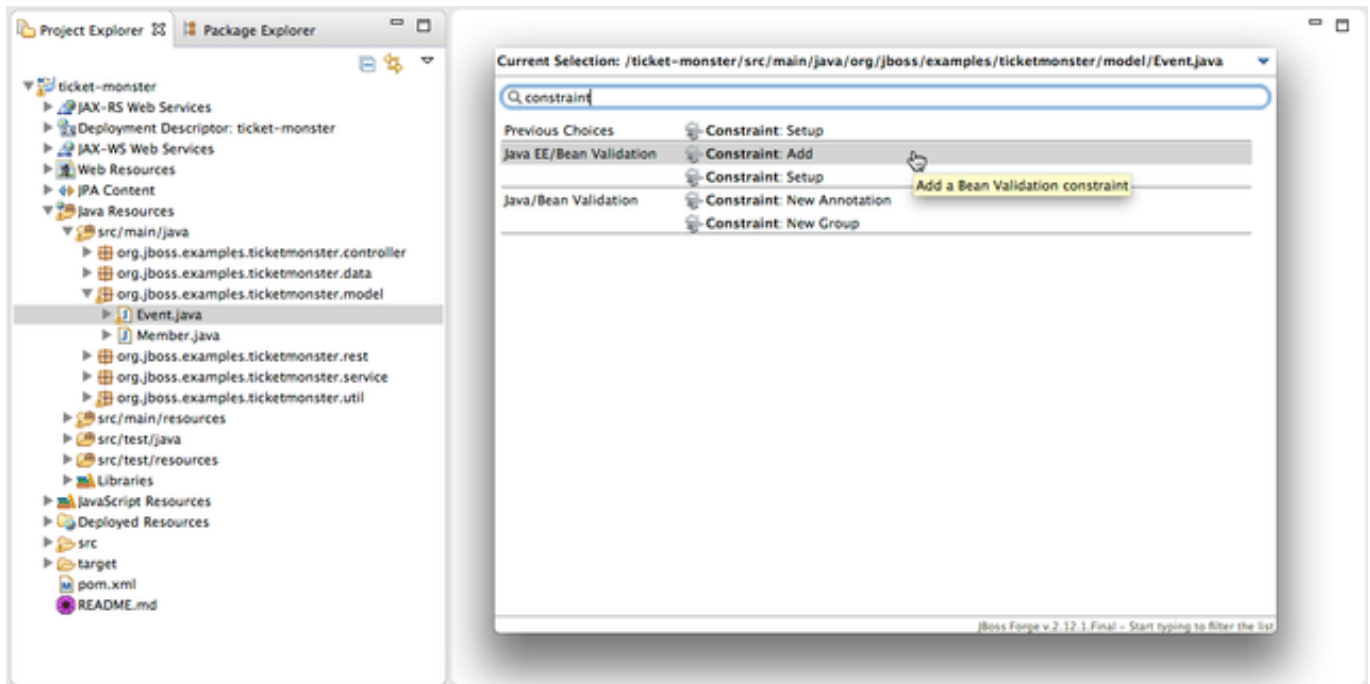 Project Explorer
Package Explorer
ticket-monster
JAX-RS Web Services
Deployment Descriptor: ticket-monster
JAX-WS Web Services
Web Resources
JPA Content
Java Resources
src/main/java
org.jboss.examples.ticketmonster.controller
org.jboss.examples.ticketmonster.data
org.jboss.examples.ticketmonster.model
Event.java
Member.java
org.jboss.examples.ticketmonster.rest
org.jboss.examples.ticketmonster.service
org.jboss.examples.ticketmonster.util
src/main/resources
src/test/java
src/test/resources
Libraries
JavaScript Resources
Deployed Resources
src
target
pom.xml
README.md
Current Selection: /ticket-monster/src/main/java/org/jboss/examples/ticketmonster/model/Event.java
constraint
Previous Choices Constraint: Setup
Java EE/Bean Validation Constraint: Add
Constraint: Setup
Add a Bean Validation constraint
Java/Bean Validation Constraint: New Annotation
Constraint: New Group
JBoss Forge v.2.12.1.Final - Start typing to filter the list